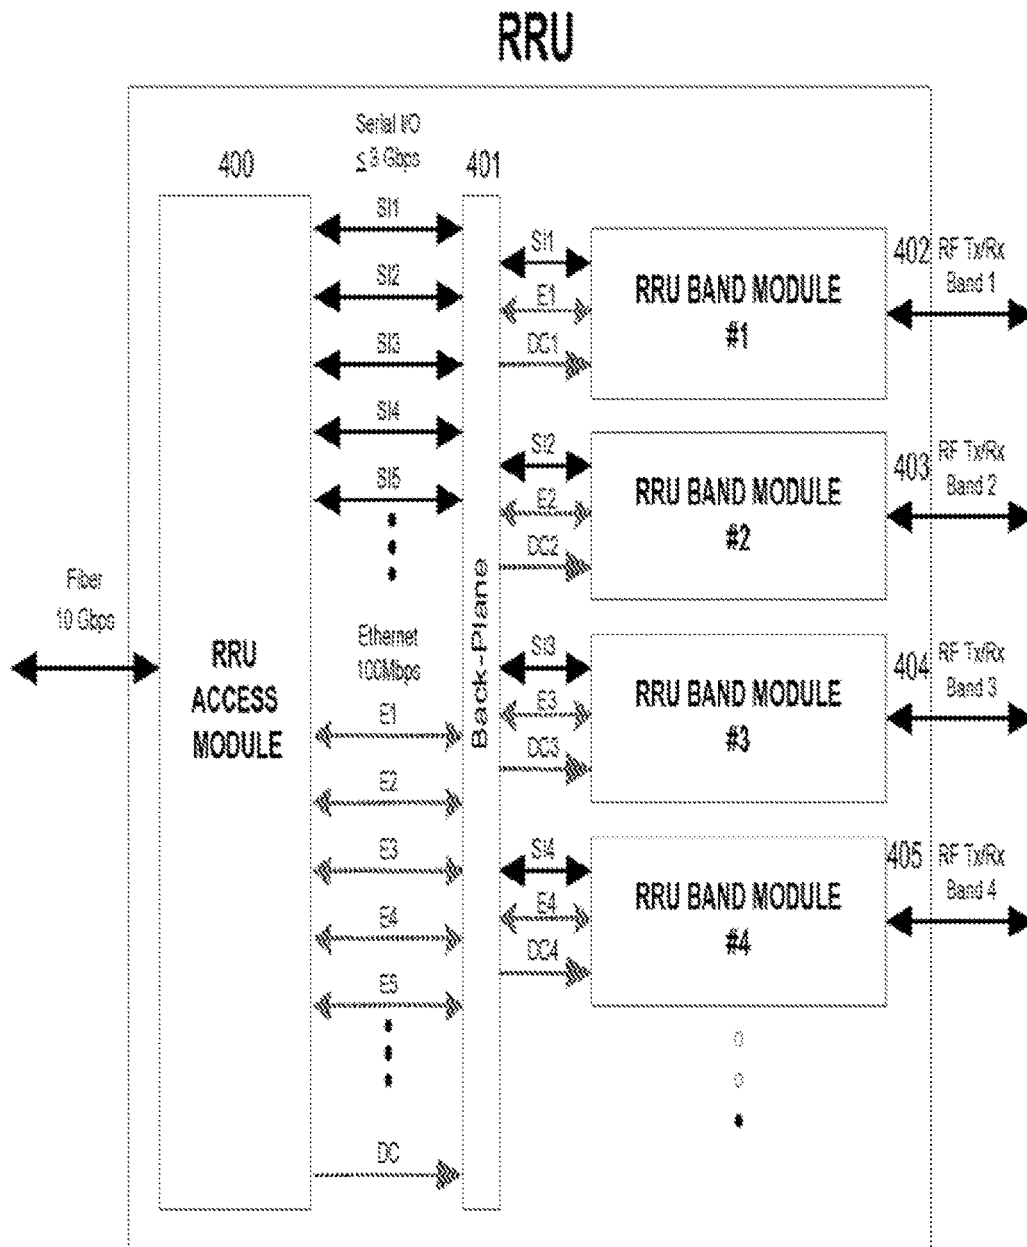 RRU
Serial I/O
≤ 3 Gbps
400
401
SI1
SI2
SI3
SI4
SI5
Fiber
10 Gbps
RRU
ACCESS
MODULE
Ethernet
100Mbps
E1
E2
E3
E4
E5
DC
Back-Plane
SI1
E1
DC1
RRU BAND MODULE
#1
402
RF Tx/Rx
Band 1
SI2
E2
DC2
RRU BAND MODULE
#2
403
RF Tx/Rx
Band 2
SI3
E3
DC3
RRU BAND MODULE
#3
404
RF Tx/Rx
Band 3
SI4
E4
DC4
RRU BAND MODULE
#4
405
RF Tx/Rx
Band 4